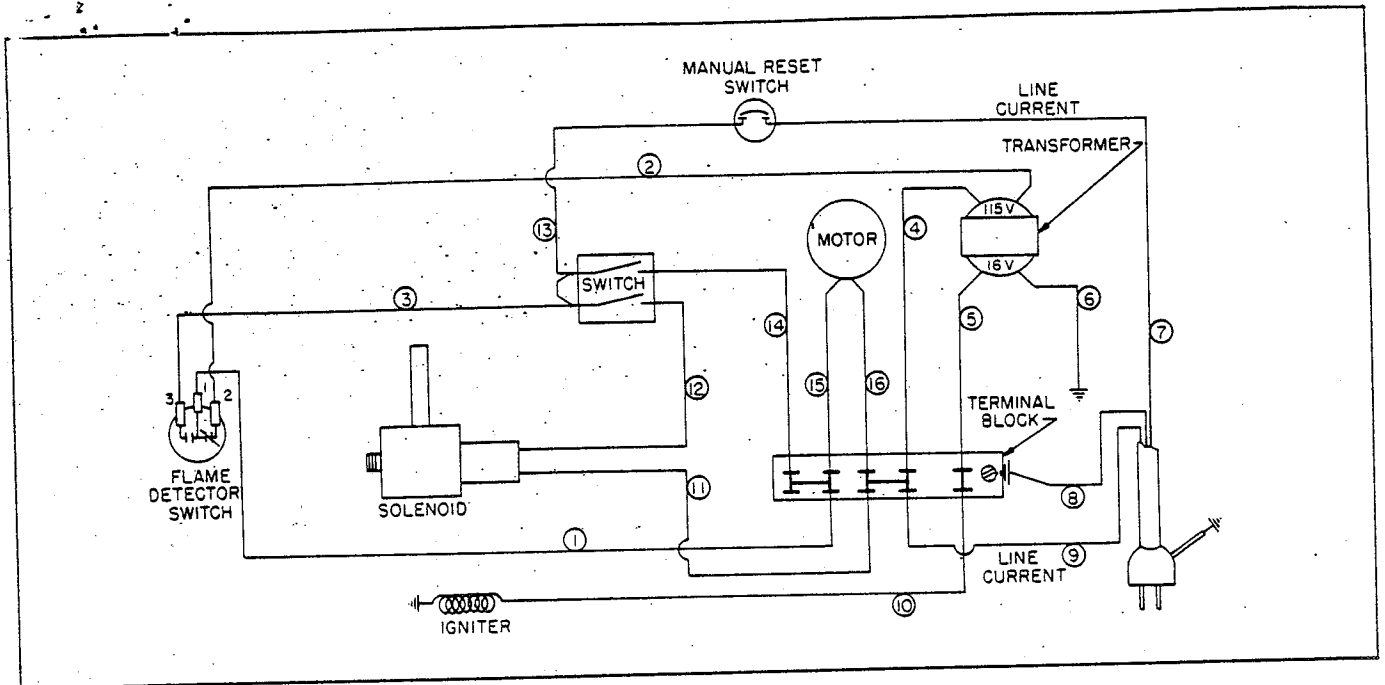 MANUAL RESET
SWITCH
LINE
CURRENT
TRANSFORMER
2
115V
4
13
MOTOR
16V
SWITCH
3
6
5
14
7
15
16
12
TERMINAL
BLOCK
3
1
2
FLAME
DETECTOR
SWITCH
SOLENOID
11
8
1
LINE
CURRENT
9
10
IGNITER